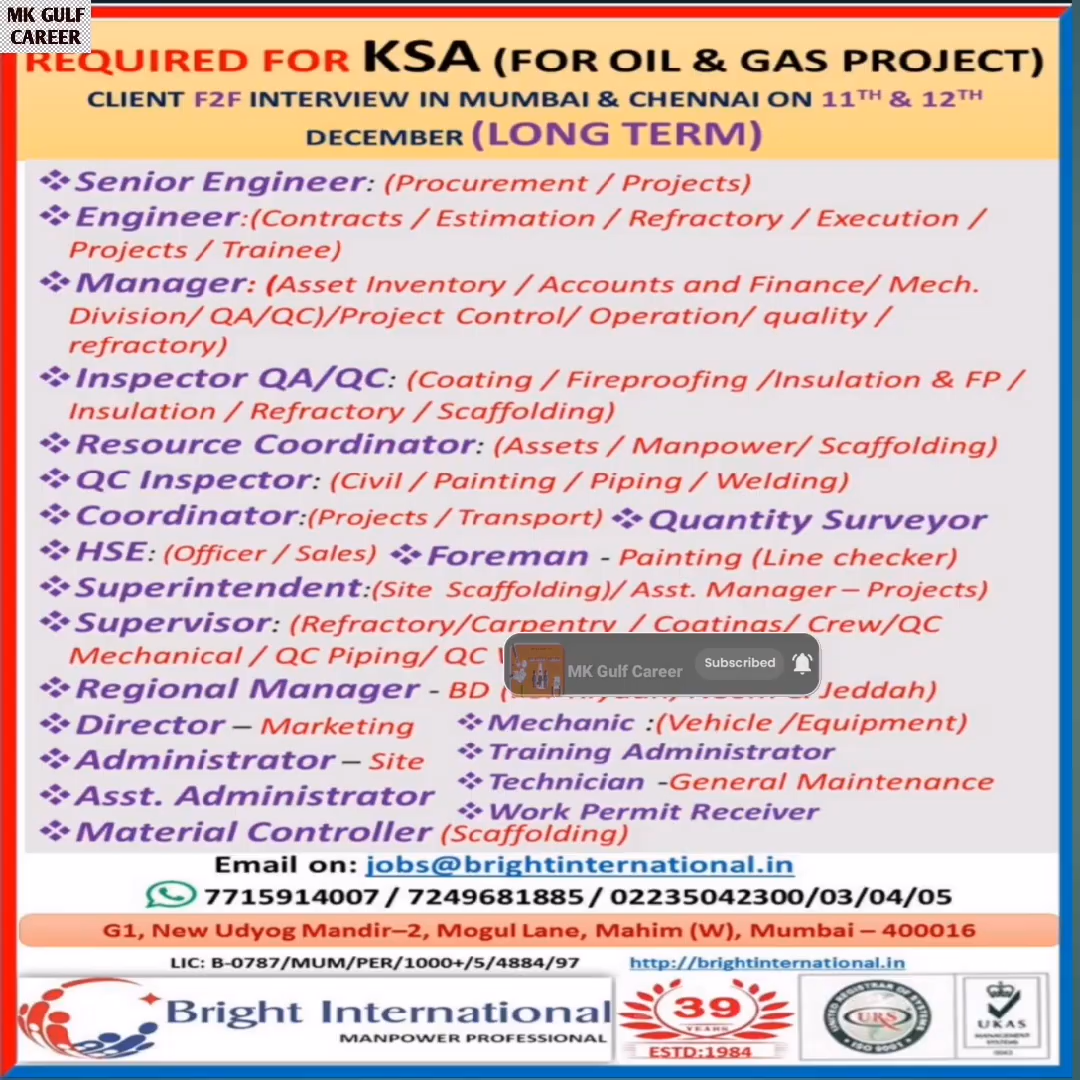 MK GULF
CAREER
REQUIRED FOR KSA (FOR OIL & GAS PROJECT)
CLIENT F2F INTERVIEW IN MUMBAI & CHENNAI ON 11TH & 12TH
DECEMBER (LONG TERM)
❖Senior Engineer: (Procurement / Projects)
❖Engineer:(Contracts / Estimation / Refractory / Execution /
Projects / Trainee)
❖Manager: (Asset Inventory / Accounts and Finance/ Mech.
Division/ QA/QC)/Project Control/ Operation/ quality /
refractory)
❖Inspector QA/QC: (Coating / Fireproofing /Insulation & FP /
Insulation / Refractory / Scaffolding)
❖Resource Coordinator: (Assets / Manpower/ Scaffolding)
❖QC Inspector: (Civil / Painting / Piping / Welding)
❖Coordinator:(Projects / Transport) ❖Quantity Surveyor
❖HSE: (Officer / Sales) ❖Foreman - Painting (Line checker)
❖Superintendent:(Site Scaffolding)/ Asst. Manager – Projects)
❖Supervisor: (Refractory/Carpentry / Coatings/ Crew/QC
Mechanical / QC Piping/ QC
MK Gulf Career Subscribed
❖Regional Manager - BD ( Jeddah)
❖Director – Marketing
❖Mechanic :(Vehicle /Equipment)
❖Administrator – Site
❖Training Administrator
❖Asst. Administrator
❖Technician -General Maintenance
❖Work Permit Receiver
❖Material Controller (Scaffolding)
Email on: jobs@brightinternational.in
7715914007 / 7249681885 / 02235042300/03/04/05
G1, New Udyog Mandir–2, Mogul Lane, Mahim (W), Mumbai – 400016
LIC: B-0787/MUM/PER/1000+/5/4884/97 http://brightinternational.in
Bright International
MANPOWER PROFESSIONAL
39
YEARS
ESTD:1984
UNITED REGISTRAR OF SYSTEMS
URS
ISO 9001
UKAS
MANAGEMENT
SYSTEMS